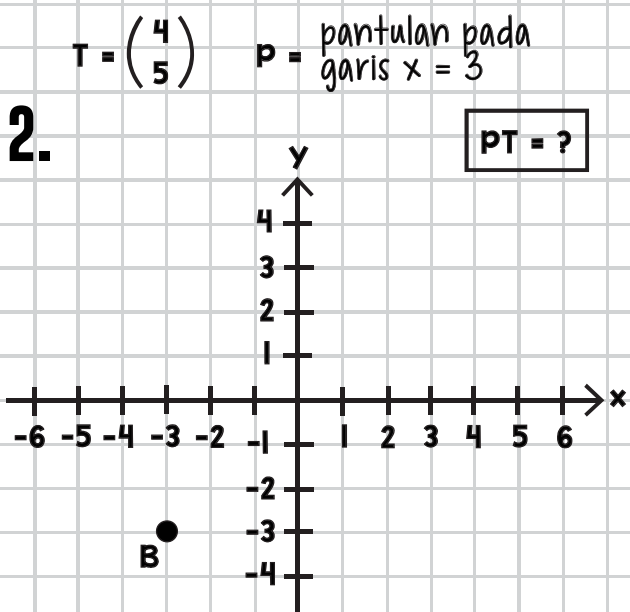 T = (4 5)
P = pantulan pada
garis x = 3
2.
PT = ?
y
4
3
2
1
x
-6 -5 -4 -3 -2 1 2 3 4 5 6
-1
-2
-3
B
-4